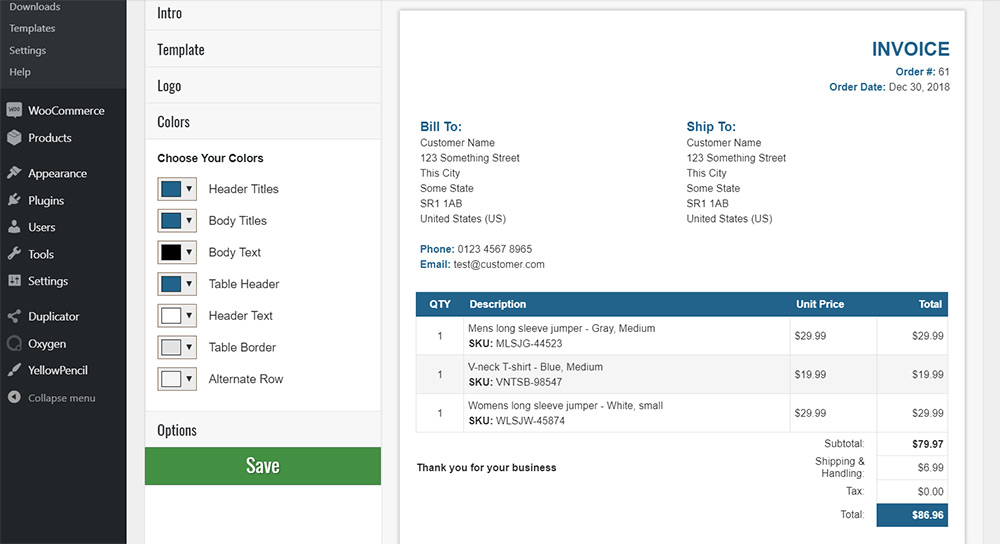 Downloads
Templates
Settings
Help
WooCommerce
Products
Appearance
Plugins
Users
Tools
Settings
Duplicator
Oxygen
YellowPencil
Collapse menu
Intro
Template
Logo
Colors
Choose Your Colors
Header Titles
Body Titles
Body Text
Table Header
Header Text
Table Border
Alternate Row
Options
Save
INVOICE
Order #: 61
Order Date: Dec 30, 2018
Bill To:
Customer Name
123 Something Street
This City
Some State
SR1 1AB
United States (US)
Ship To:
Customer Name
123 Something Street
This City
Some State
SR1 1AB
United States (US)
Phone: 0123 4567 8965
Email: test@customer.com
QTY Description Unit Price Total
1 Mens long sleeve jumper - Gray, Medium $29.99 $29.99
SKU: MLSJG-44523
1 V-neck T-shirt - Blue, Medium $19.99 $19.99
SKU: VNTSB-98547
1 Womens long sleeve jumper - White, small $29.99 $29.99
SKU: WLSJW-45874
Subtotal: $79.97
Thank you for your business
Shipping &
Handling: $6.99
Tax: $0.00
Total: $86.96